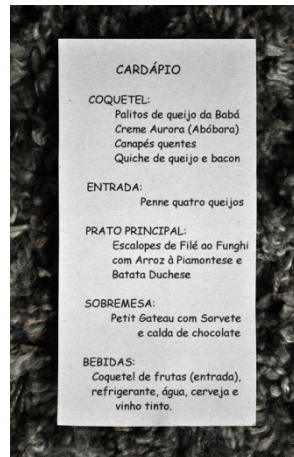 CARDÁPIO
COQUETEL:
Palitos de queijo da Babá
Creme Aurora (Abóbora)
Canapés quentes
Quiche de queijo e bacon
ENTRADA:
Penne quatro queijos
PRATO PRINCIPAL:
Escalopes de Filé ao Funghi
com Arroz à Piamontese e
Batata Duchese
SOBREMESA:
Petit Gateau com Sorvete
e calda de chocolate
BEBIDAS:
Coquetel de frutas (entrada),
refrigerante, água, cerveja e
vinho tinto.